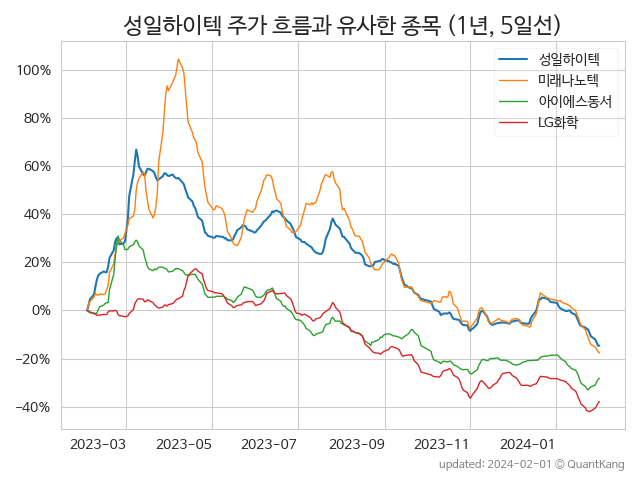 성일하이텍 주가 흐름과 유사한 종목 (1년, 5일선)
성일하이텍
미래나노텍
아이에스동서
LG화학
100%
80%
60%
40%
20%
0%
−20%
−40%
2023-03 2023-05 2023-07 2023-09 2023-11 2024-01
updated: 2024-02-01 © QuantKang